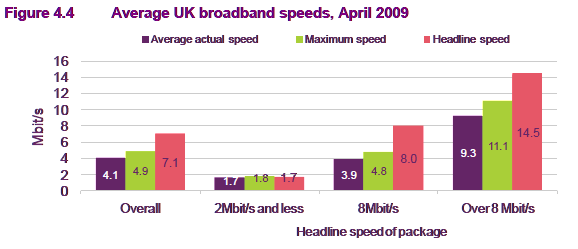 Figure 4.4 Average UK broadband speeds, April 2009
Average actual speed Maximum speed Headline speed
Mbit/s
16
14
12
10
8
6
4
2
0
4.1 4.9 7.1
1.7 1.8 1.7
3.9 4.8 8.0
9.3 11.1 14.5
Overall 2Mbit/s and less 8Mbit/s Over 8 Mbit/s
Headline speed of package